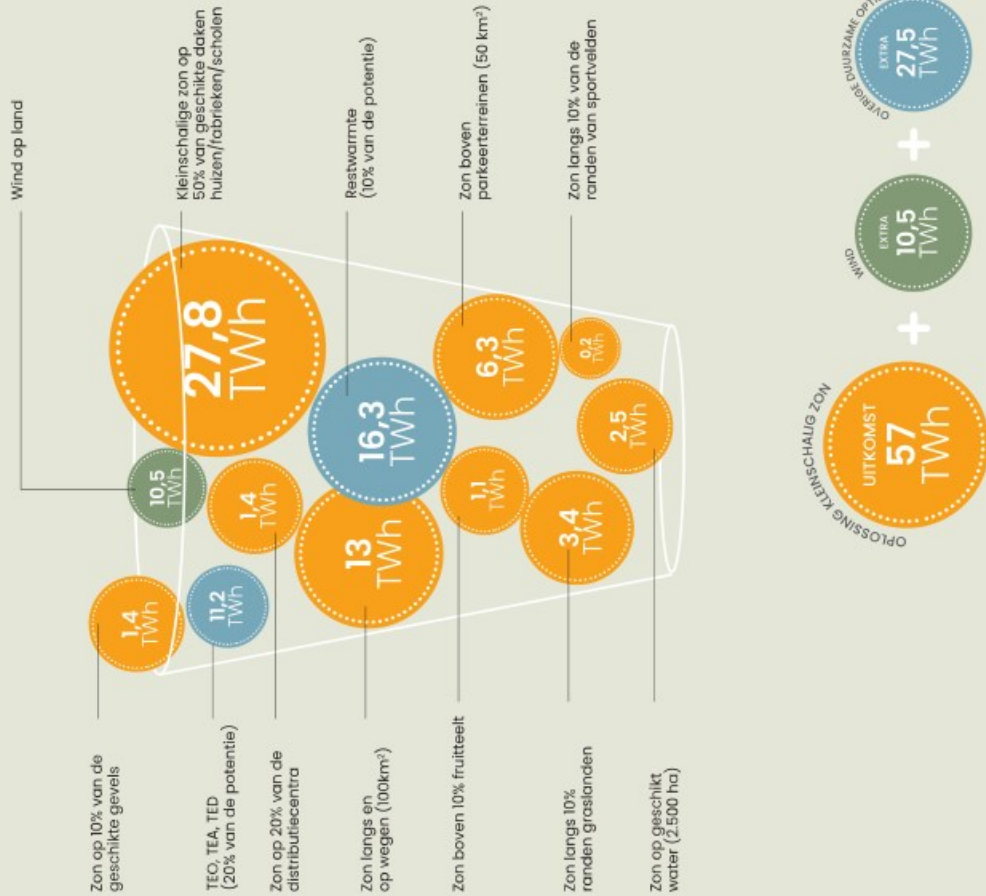 Wind op land
Kleinschalige zon op
50% van geschikte daken
huizen/fabrieken/scholen
Restwarmte
(10% van de potentie)
Zon boven
parkeerterreinen (50 km²)
Zon langs 10% van de
randen van sportvelden
Zon op 10% van de
geschikte gevels
TEO, TEA, TED
(20% van de potentie)
Zon op 20% van de
distributiecentra
Zon langs en
op wegen (100km²)
Zon boven 10% fruitteelt
Zon langs 10%
randen graslanden
Zon op geschikt
water (2.500 ha)
1,4
TWh
10,5
TWh
27,8
TWh
11,2
TWh
1,4
TWh
13
TWh
16,3
TWh
1,1
TWh
6,3
TWh
3,4
TWh
0,2
TWh
2,5
TWh
OPLOSSING KLEINSCHALIG ZON
UITKOMST
57
TWh
+
WIND
EXTRA
10,5
TWh
+
OVERIGE DUURZAME OPTI
EXTRA
27,5
TWh